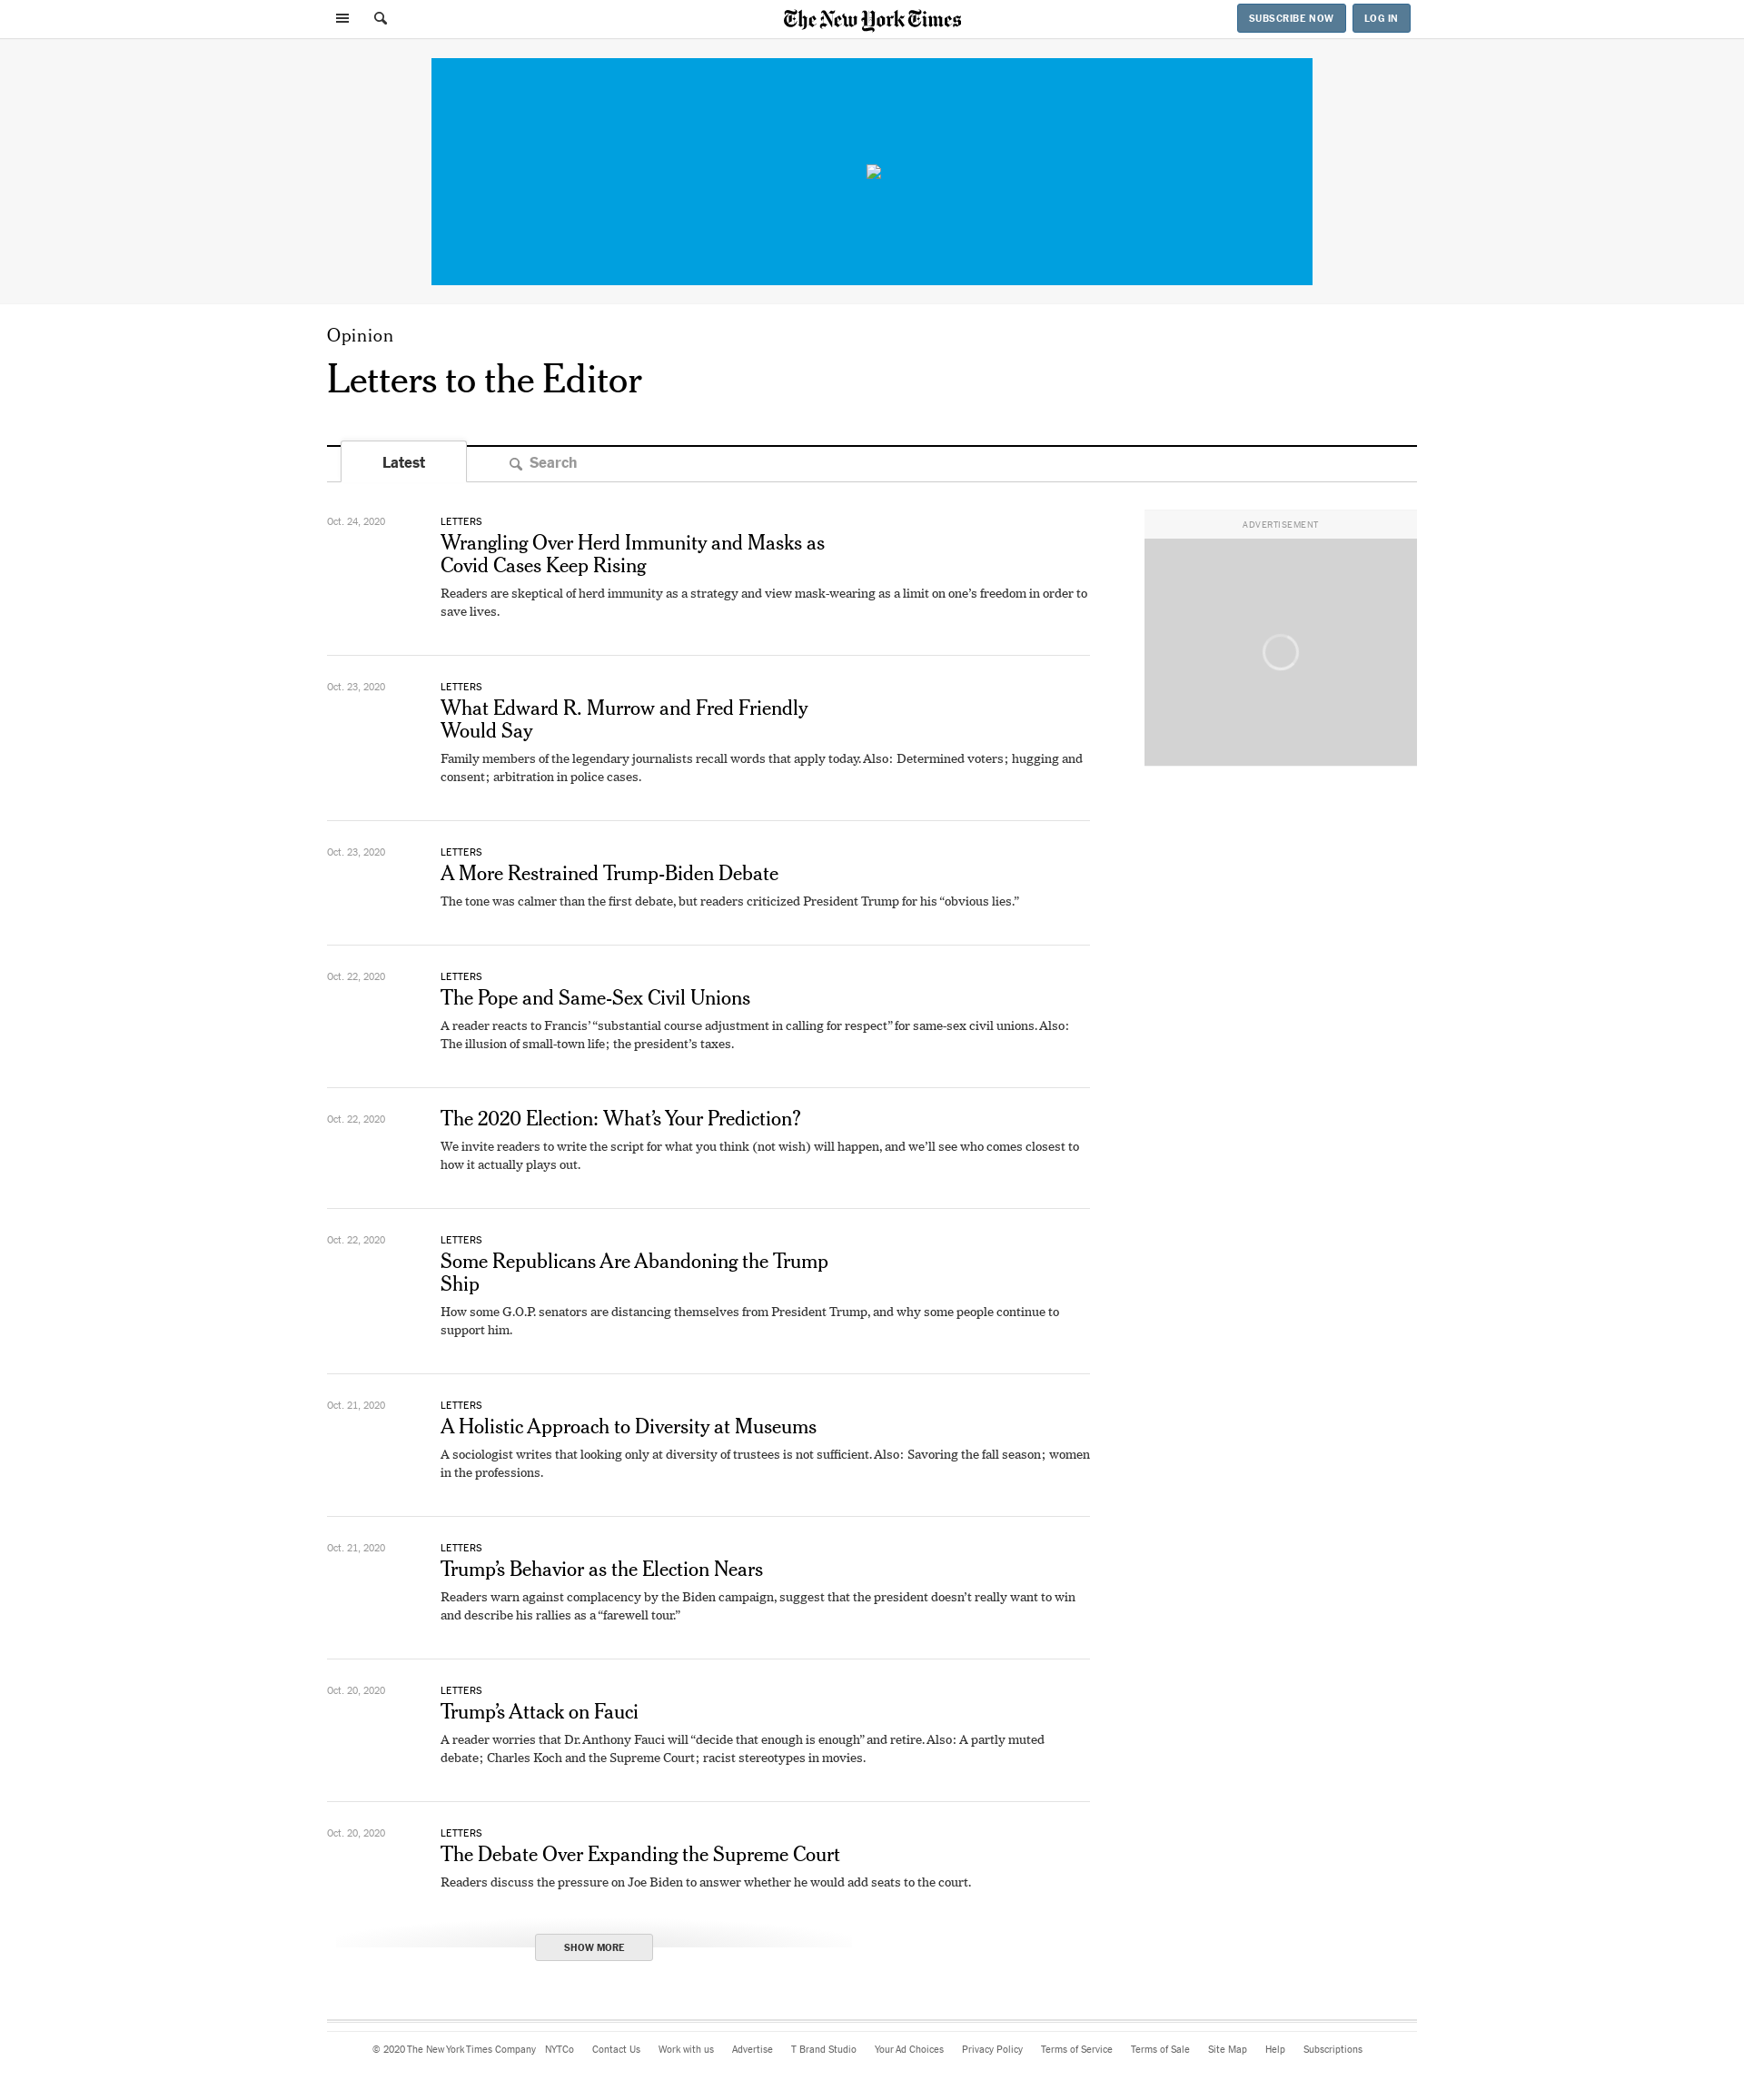 The New York Times
SUBSCRIBE NOW
LOG IN
Opinion
Letters to the Editor
Latest
Search
ADVERTISEMENT
Oct. 24, 2020
LETTERS
Wrangling Over Herd Immunity and Masks as
Covid Cases Keep Rising
Readers are skeptical of herd immunity as a strategy and view mask-wearing as a limit on one’s freedom in order to
save lives.
Oct. 23, 2020
LETTERS
What Edward R. Murrow and Fred Friendly
Would Say
Family members of the legendary journalists recall words that apply today. Also: Determined voters; hugging and
consent; arbitration in police cases.
Oct. 23, 2020
LETTERS
A More Restrained Trump-Biden Debate
The tone was calmer than the first debate, but readers criticized President Trump for his “obvious lies.”
Oct. 22, 2020
LETTERS
The Pope and Same-Sex Civil Unions
A reader reacts to Francis’ “substantial course adjustment in calling for respect” for same-sex civil unions. Also:
The illusion of small-town life; the president’s taxes.
Oct. 22, 2020
The 2020 Election: What’s Your Prediction?
We invite readers to write the script for what you think (not wish) will happen, and we’ll see who comes closest to
how it actually plays out.
Oct. 22, 2020
LETTERS
Some Republicans Are Abandoning the Trump
Ship
How some G.O.P. senators are distancing themselves from President Trump, and why some people continue to
support him.
Oct. 21, 2020
LETTERS
A Holistic Approach to Diversity at Museums
A sociologist writes that looking only at diversity of trustees is not sufficient. Also: Savoring the fall season; women
in the professions.
Oct. 21, 2020
LETTERS
Trump’s Behavior as the Election Nears
Readers warn against complacency by the Biden campaign, suggest that the president doesn’t really want to win
and describe his rallies as a “farewell tour.”
Oct. 20, 2020
LETTERS
Trump’s Attack on Fauci
A reader worries that Dr. Anthony Fauci will “decide that enough is enough” and retire. Also: A partly muted
debate; Charles Koch and the Supreme Court; racist stereotypes in movies.
Oct. 20, 2020
LETTERS
The Debate Over Expanding the Supreme Court
Readers discuss the pressure on Joe Biden to answer whether he would add seats to the court.
SHOW MORE
© 2020 The New York Times Company NYTCo Contact Us Work with us Advertise T Brand Studio Your Ad Choices Privacy Policy Terms of Service Terms of Sale Site Map Help Subscriptions